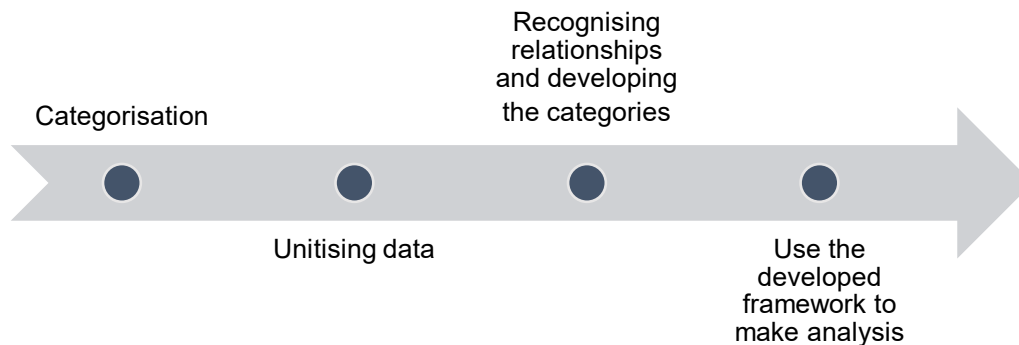 Categorisation
Unitising data
Recognising
relationships
and developing
the categories
Use the
developed
framework to
make analysis